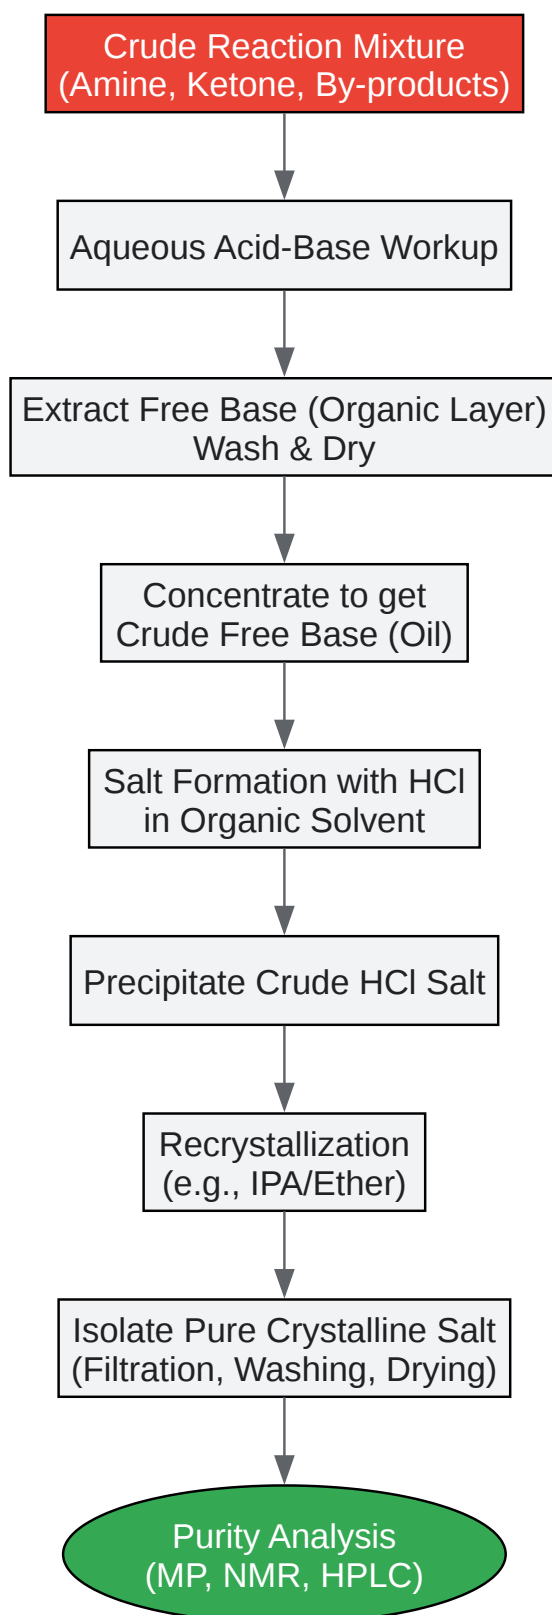 Crude Reaction Mixture
(Amine, Ketone, By-products)
Aqueous Acid-Base Workup
Extract Free Base (Organic Layer)
Wash & Dry
Concentrate to get
Crude Free Base (Oil)
Salt Formation with HCl
in Organic Solvent
Precipitate Crude HCl Salt
Recrystallization
(e.g., IPA/Ether)
Isolate Pure Crystalline Salt
(Filtration, Washing, Drying)
Purity Analysis
(MP, NMR, HPLC)